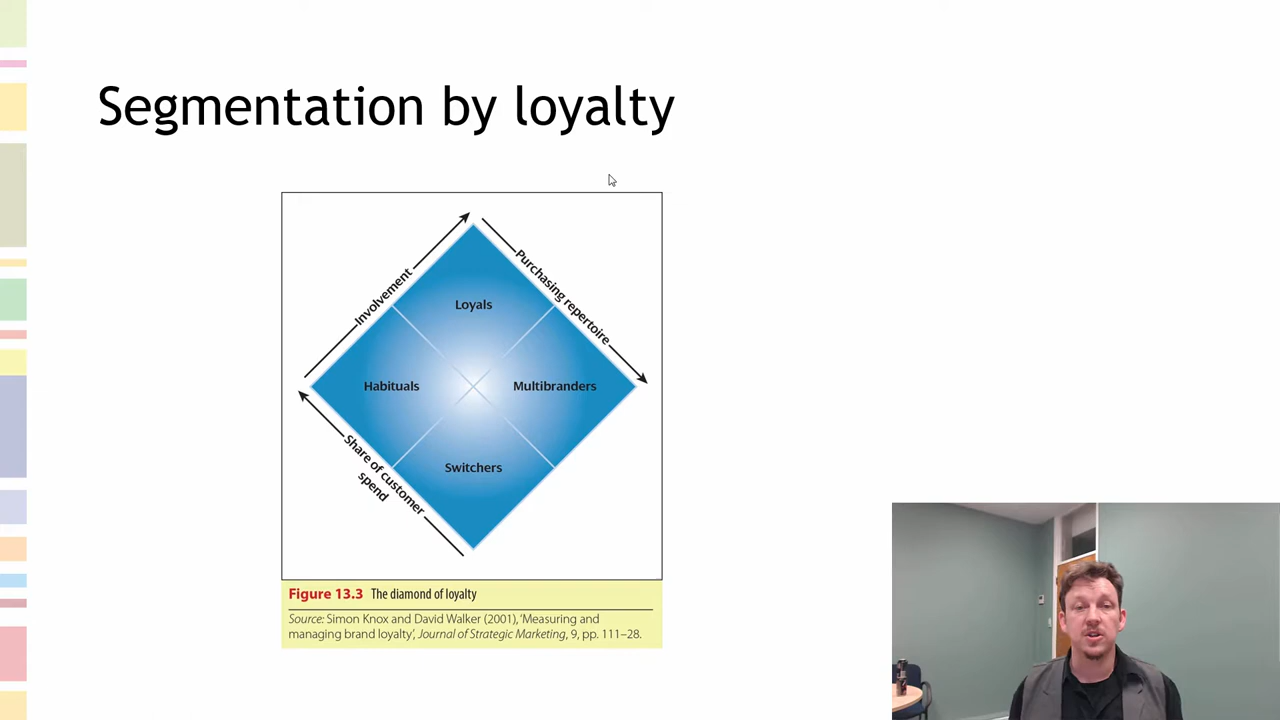 Segmentation by loyalty
Involvement
Purchasing repertoire
Loyals
Habituals
Multibranders
Switchers
Share of customer
spend
Figure 13.3 The diamond of loyalty
Source: Simon Knox and David Walker (2001), 'Measuring and
managing brand loyalty', Journal of Strategic Marketing, 9, pp. 111–28.